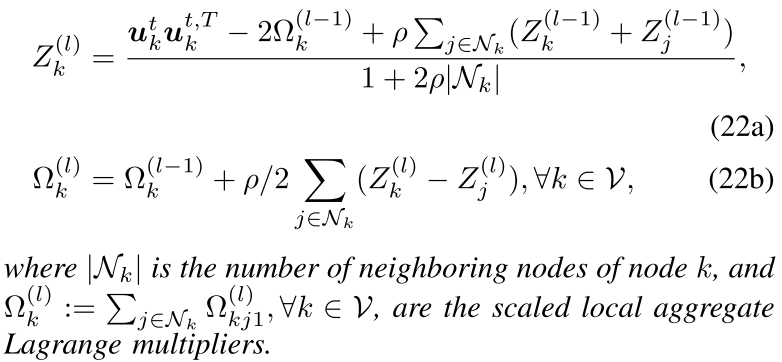 Z_k^{(l)} = \frac{\boldsymbol{u}_k^t \boldsymbol{u}_k^{t,T} - 2\Omega_k^{(l-1)} + \rho \sum_{j \in \mathcal{N}_k} (Z_k^{(l-1)} + Z_j^{(l-1)})}{1 + 2\rho|\mathcal{N}_k|},
(22a)
\Omega_k^{(l)} = \Omega_k^{(l-1)} + \rho/2 \sum_{j \in \mathcal{N}_k} (Z_k^{(l)} - Z_j^{(l)}), \forall k \in \mathcal{V}, (22b)
where |\mathcal{N}_k| is the number of neighboring nodes of node k, and
\Omega_k^{(l)} := \sum_{j \in \mathcal{N}_k} \Omega_{kj1}^{(l)}, \forall k \in \mathcal{V}, are the scaled local aggregate
Lagrange multipliers.